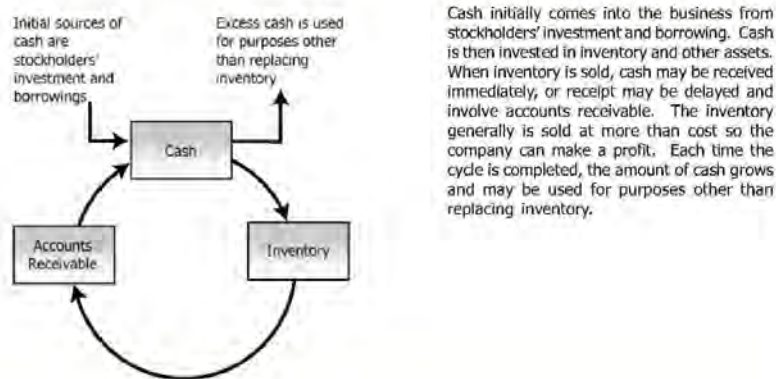 Initial sources of
cash are
stockholders'
investment and
borrowings
Excess cash is used
for purposes other
than replacing
inventory
Cash
Accounts
Receivable
Inventory
Cash initially comes into the business from
stockholders' investment and borrowing. Cash
is then invested in inventory and other assets.
When inventory is sold, cash may be received
immediately, or receipt may be delayed and
involve accounts receivable. The inventory
generally is sold at more than cost so the
company can make a profit. Each time the
cycle is completed, the amount of cash grows
and may be used for purposes other than
replacing inventory.